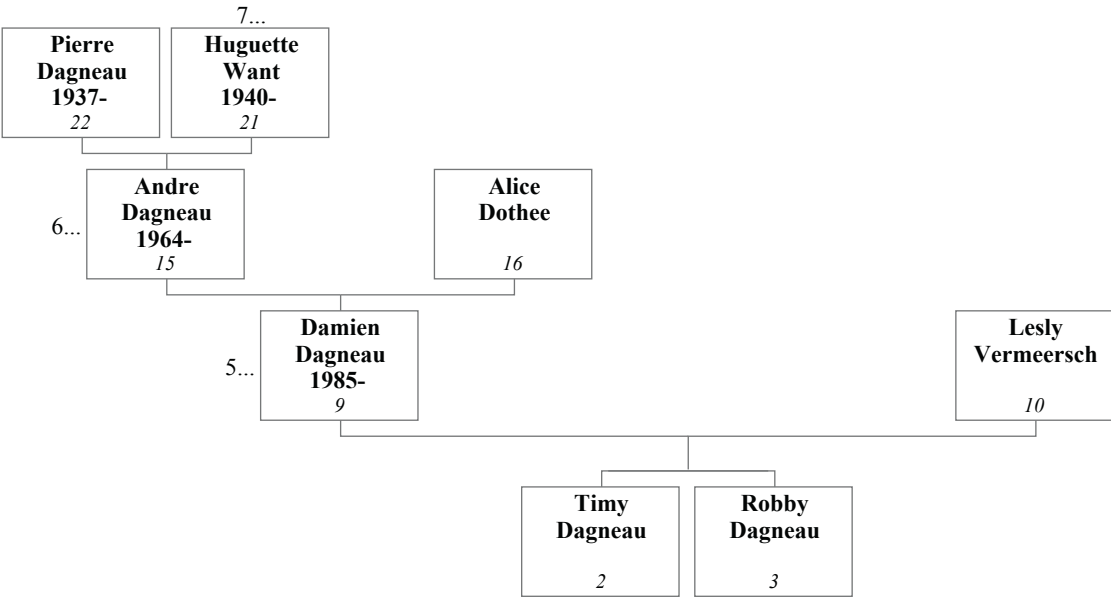 7...
Pierre
Dagneau
1937-
22
Huguette
Want
1940-
21
6...
Andre
Dagneau
1964-
15
Alice
Dothee
16
5...
Damien
Dagneau
1985-
9
Lesly
Vermeersch
10
Timy
Dagneau
2
Robby
Dagneau
3